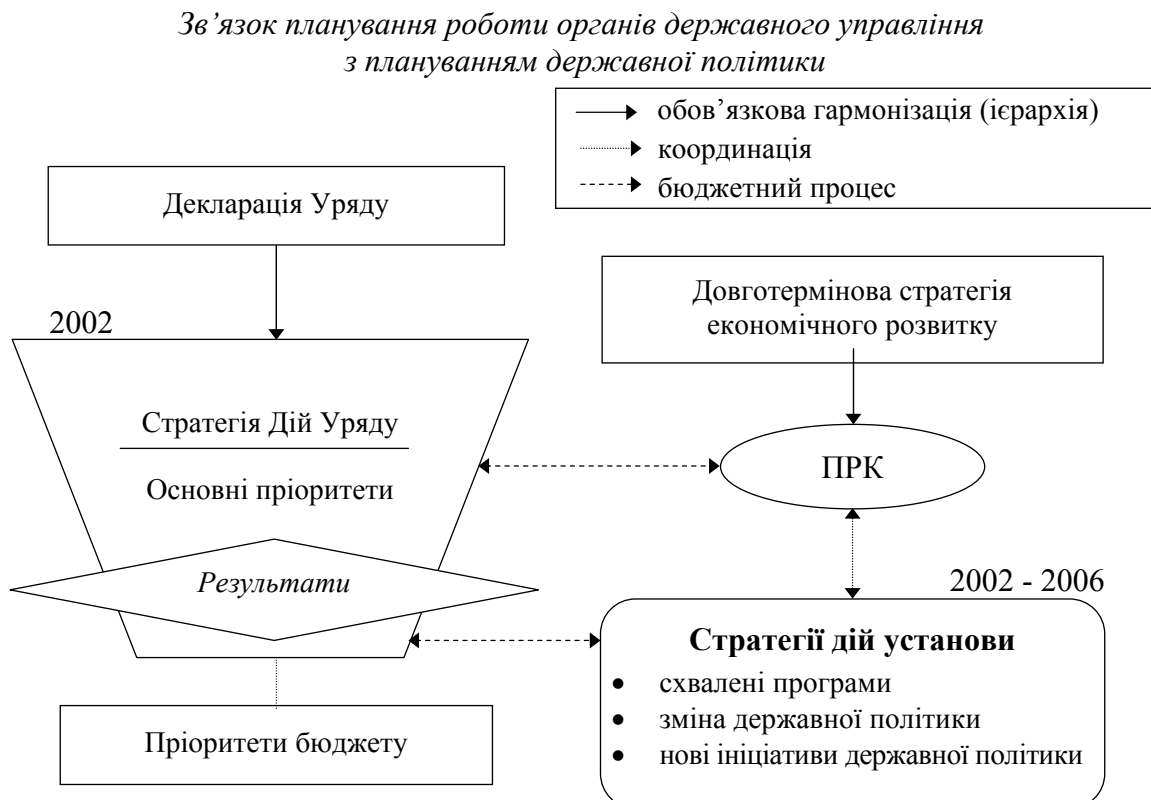 Зв’язок планування роботи органів державного управління
з плануванням державної політики
обов’язкова гармонізація (ієрархія)
координація
бюджетний процес
Декларація Уряду
Довготермінова стратегія
економічного розвитку
2002
Стратегія Дій Уряду
Основні пріоритети
ПРК
Результати
2002 - 2006
Стратегії дій установи
• схвалені програми
• зміна державної політики
• нові ініціативи державної політики
Пріоритети бюджету